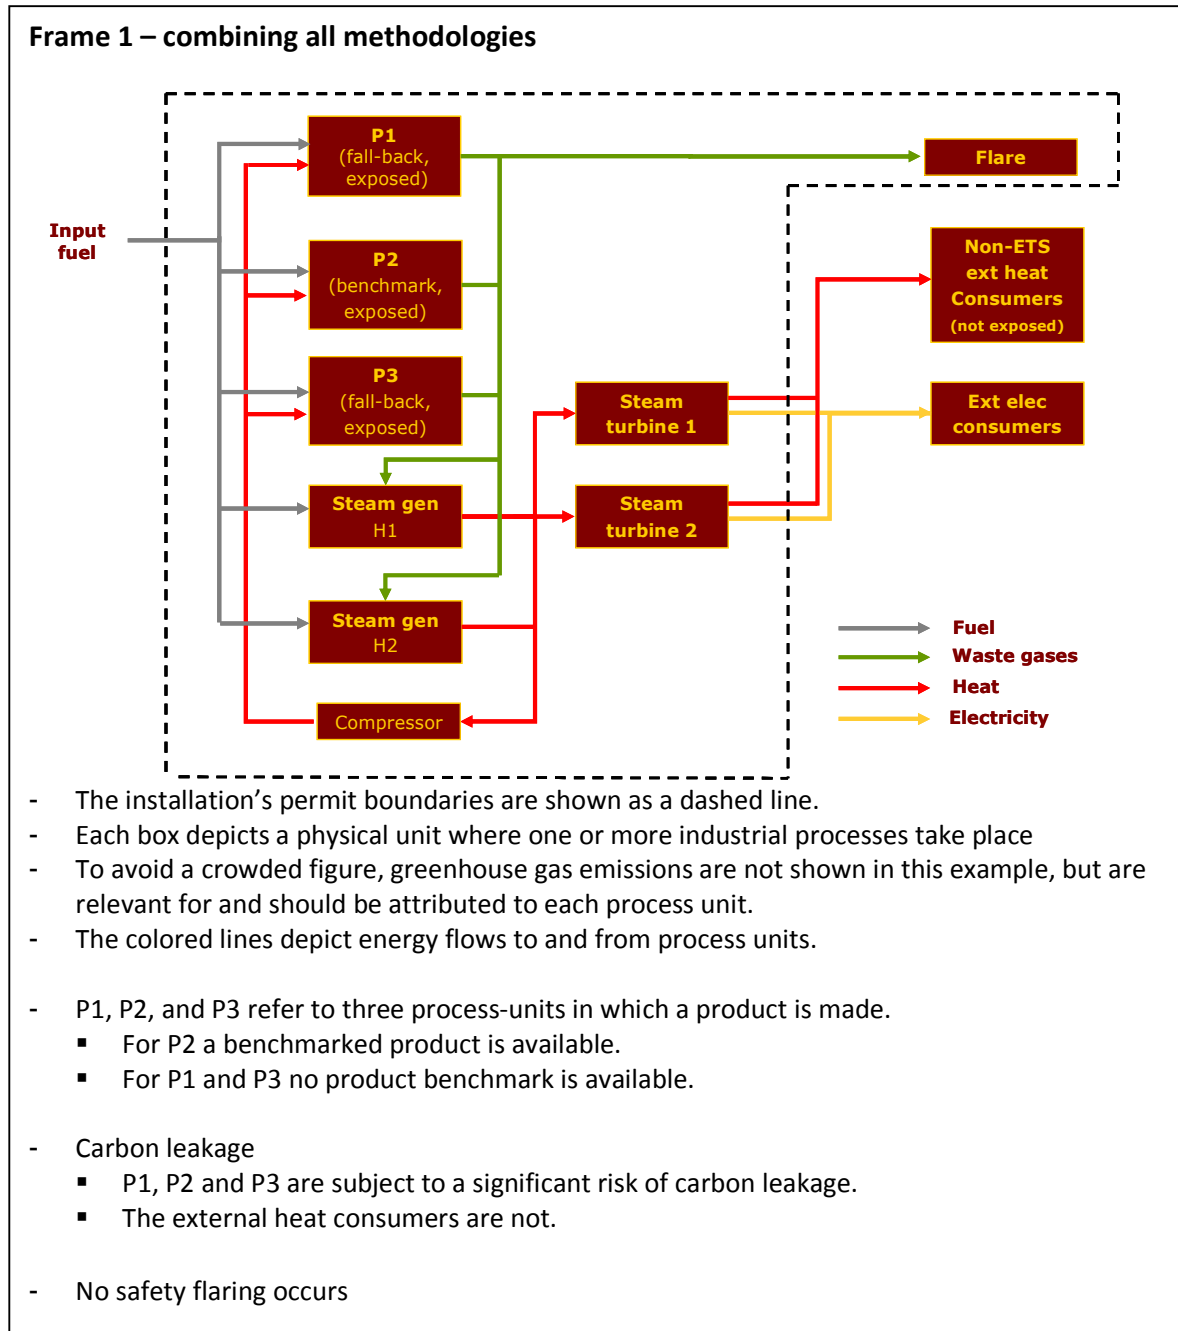 Frame 1 – combining all methodologies
P1
(fall-back,
exposed)
Flare
Input
fuel
P2
(benchmark,
exposed)
Non-ETS
ext heat
Consumers
(not exposed)
P3
(fall-back,
exposed)
Steam
turbine 1
Ext elec
consumers
Steam gen
H1
Steam
turbine 2
Steam gen
H2
Fuel
Waste gases
Heat
Electricity
Compressor
- The installation’s permit boundaries are shown as a dashed line.
- Each box depicts a physical unit where one or more industrial processes take place
- To avoid a crowded figure, greenhouse gas emissions are not shown in this example, but are
relevant for and should be attributed to each process unit.
- The colored lines depict energy flows to and from process units.
- P1, P2, and P3 refer to three process-units in which a product is made.
▪ For P2 a benchmarked product is available.
▪ For P1 and P3 no product benchmark is available.
- Carbon leakage
▪ P1, P2 and P3 are subject to a significant risk of carbon leakage.
▪ The external heat consumers are not.
- No safety flaring occurs